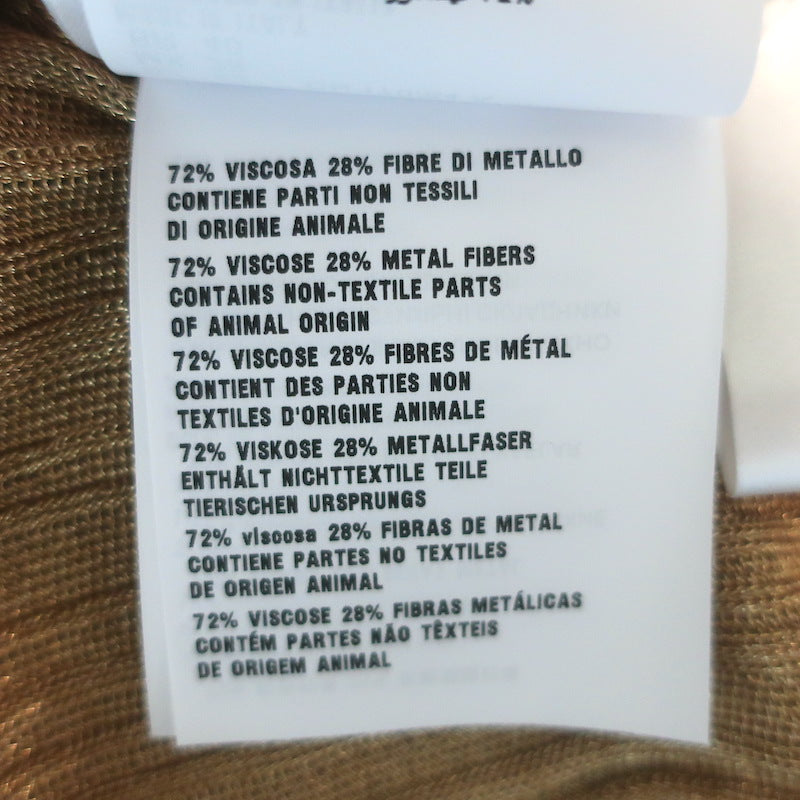 72% VISCOSA 28% FIBRE DI METALLO
CONTIENE PARTI NON TESSILI
DI ORIGINE ANIMALE
72% VISCOSE 28% METAL FIBERS
CONTAINS NON-TEXTILE PARTS
OF ANIMAL ORIGIN
72% VISCOSE 28% FIBRES DE MÉTAL
CONTIENT DES PARTIES NON
TEXTILES D'ORIGINE ANIMALE
72% VISKOSE 28% METALLFASER
ENTHÄLT NICHTTEXTILE TEILE
TIERISCHEN URSPRUNGS
72% viscosa 28% FIBRAS DE METAL
CONTIENE PARTES NO TEXTILES
DE ORIGEN ANIMAL
72% VISCOSE 28% FIBRAS METÁLICAS
CONTÉM PARTES NÃO TÊXTEIS
DE ORIGEM ANIMAL